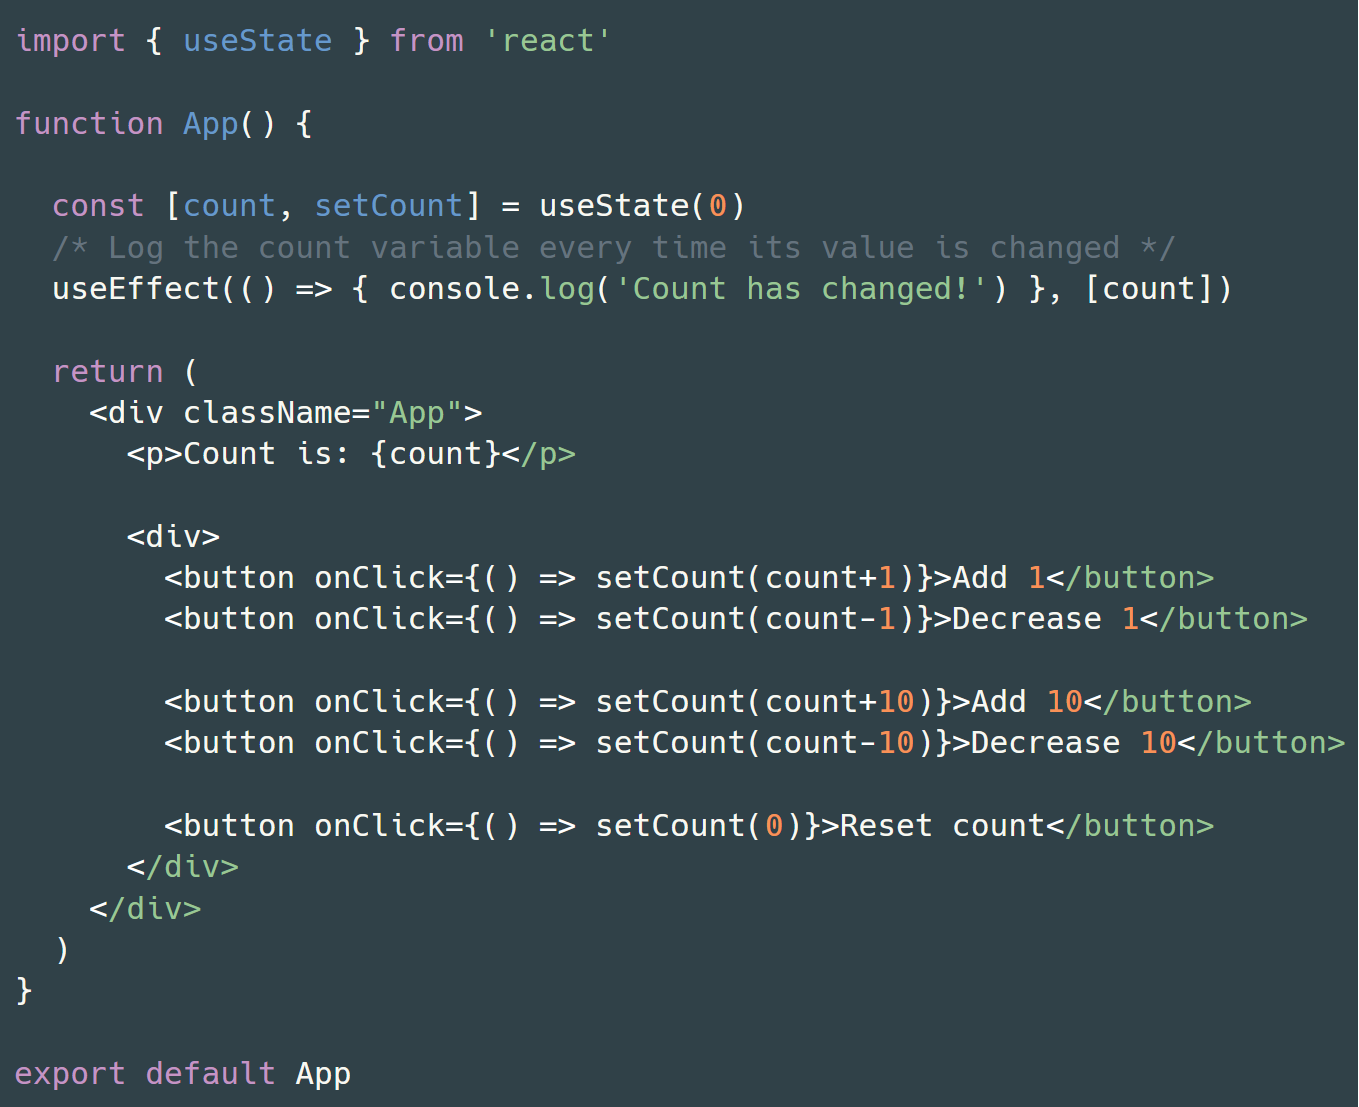 import { useState } from 'react'
function App() {
const [count, setCount] = useState(0)
/* Log the count variable every time its value is changed */
useEffect(() => { console.log('Count has changed!') }, [count])
return (
<div className="App">
<p>Count is: {count}</p>
<div>
<button onClick={() => setCount(count+1)}>Add 1</button>
<button onClick={() => setCount(count-1)}>Decrease 1</button>
<button onClick={() => setCount(count+10)}>Add 10</button>
<button onClick={() => setCount(count-10)}>Decrease 10</button>
<button onClick={() => setCount(0)}>Reset count</button>
</div>
</div>
)
}
export default App